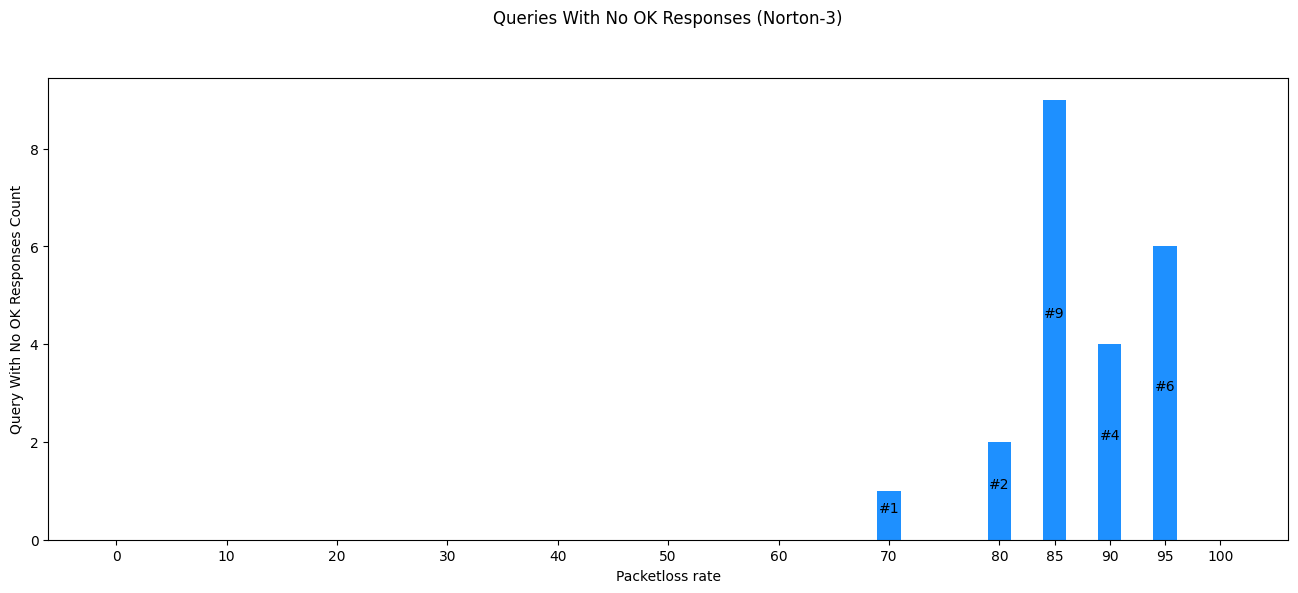 Queries With No OK Responses (Norton-3)
Query With No OK Responses Count
8
6
4
2
0
#1
#2
#9
#4
#6
0 10 20 30 40 50 60 70 80 85 90 95 100
Packetloss rate